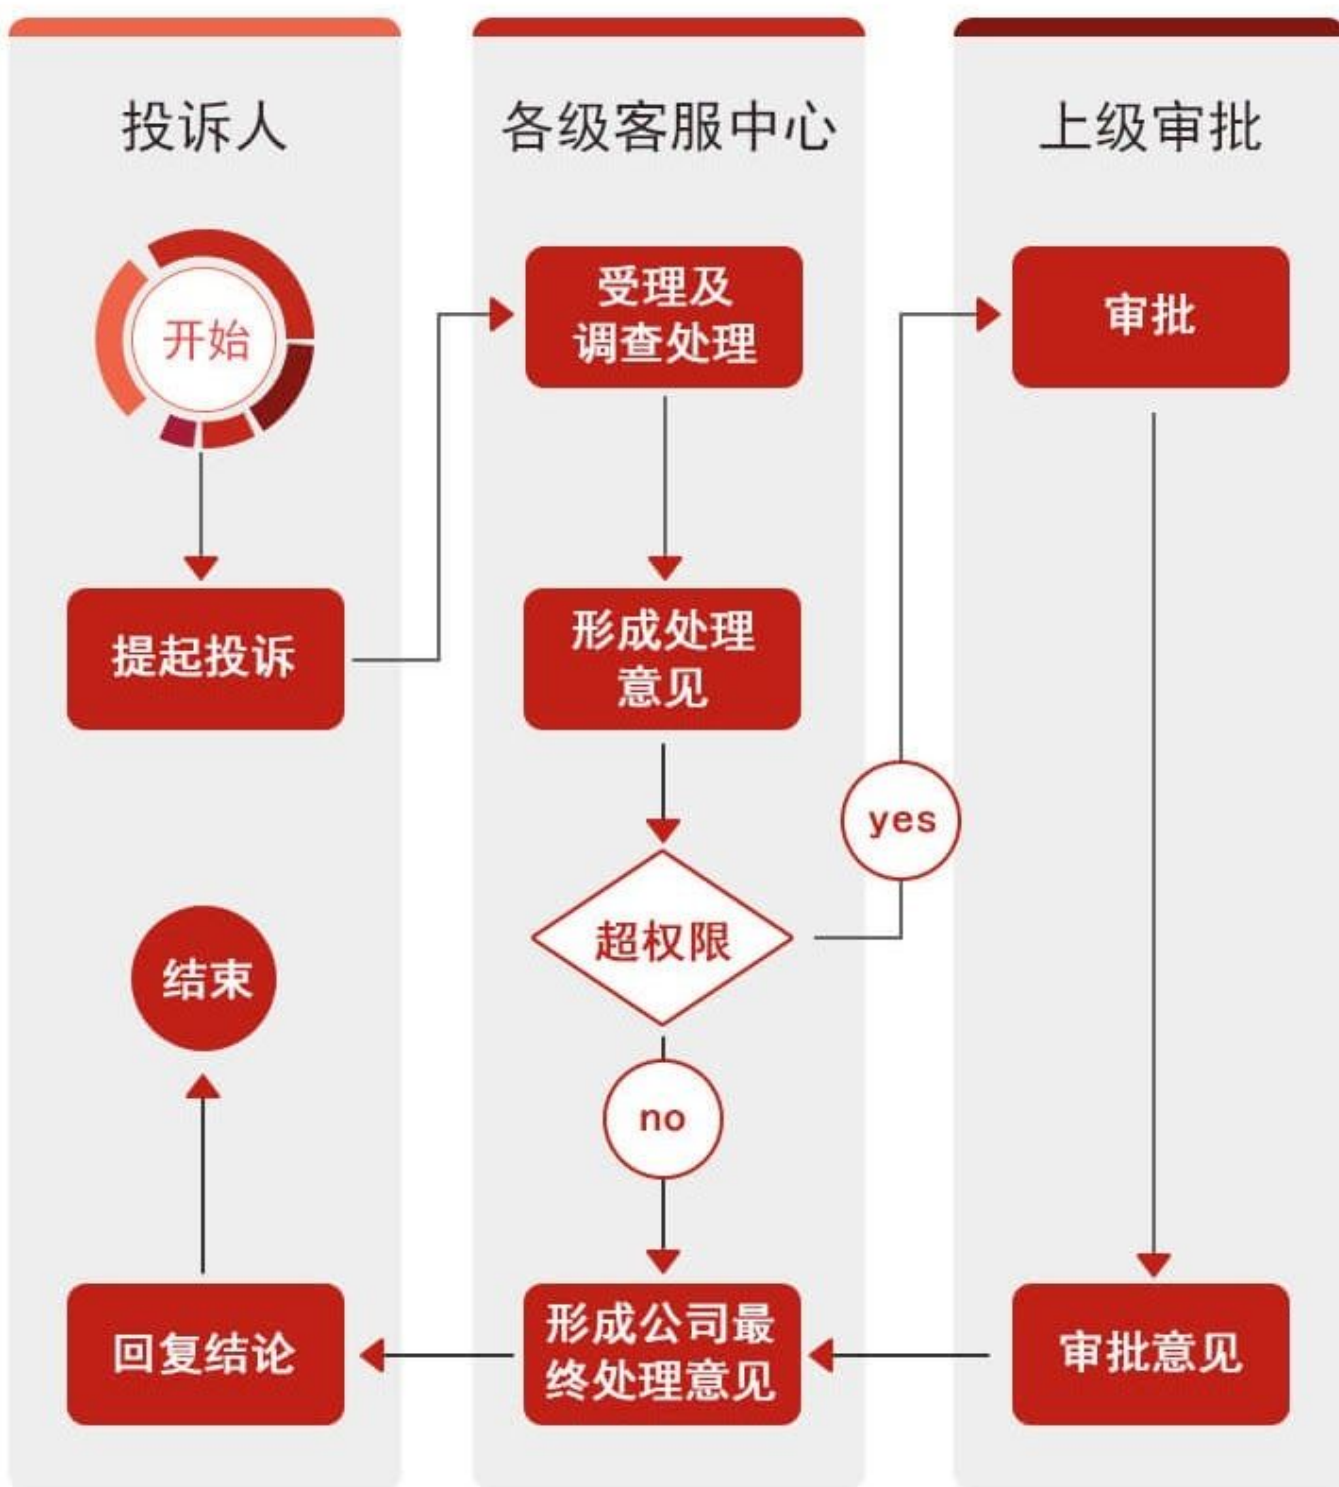 投诉人
各级客服中心
上级审批
开始
受理及
调查处理
审批
提起投诉
形成处理
意见
yes
超权限
结束
no
回复结论
形成公司最
终处理意见
审批意见